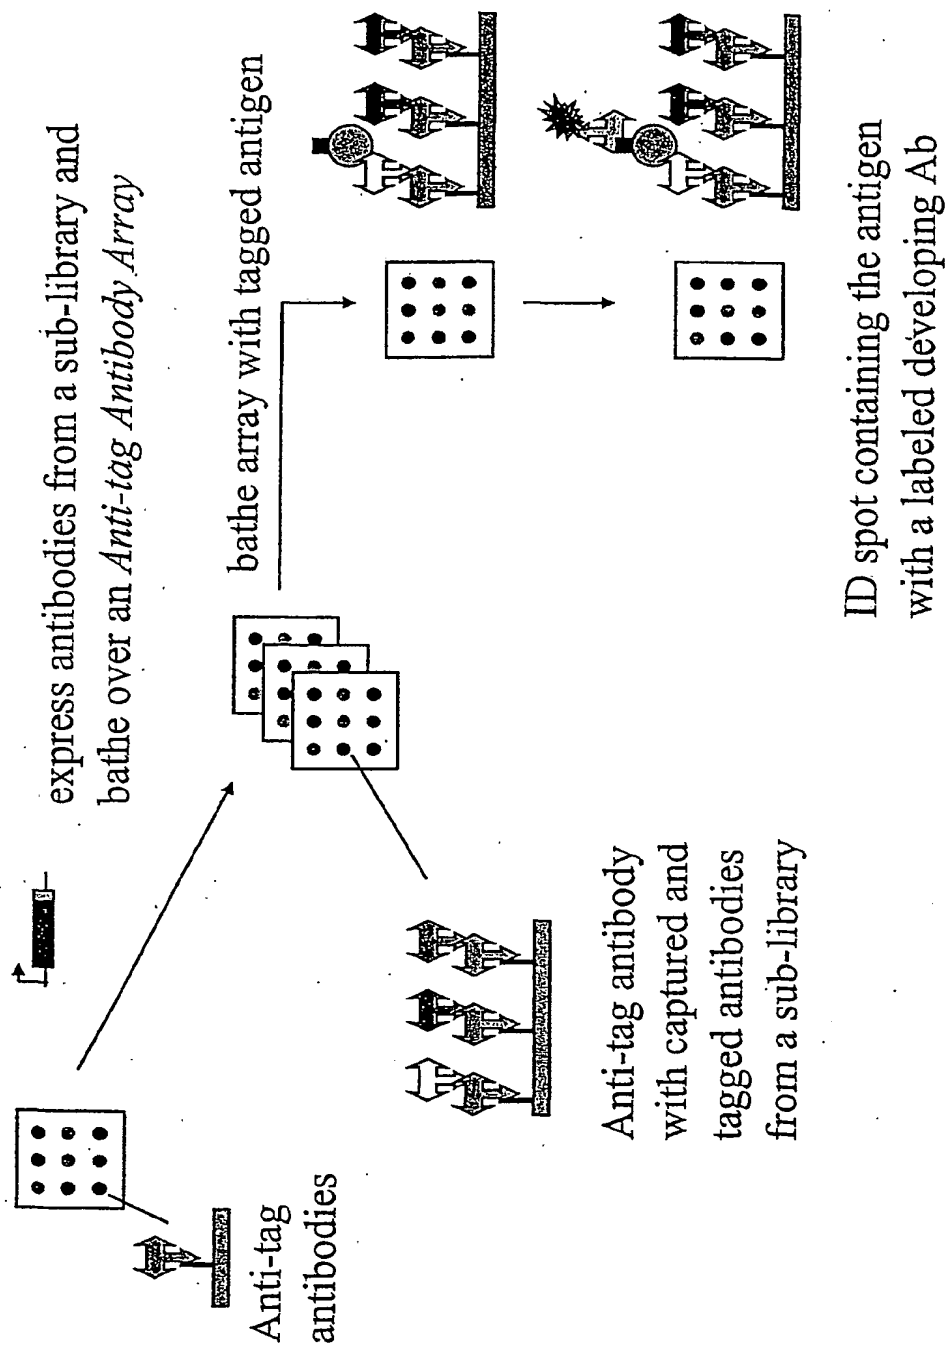 express antibodies from a sub-library and
bathe over an Anti-tag Antibody Array
Anti-tag
antibodies
bathe array with tagged antigen
Anti-tag antibody
with captured and
tagged antibodies
from a sub-library
ID spot containing the antigen
with a labeled developing Ab